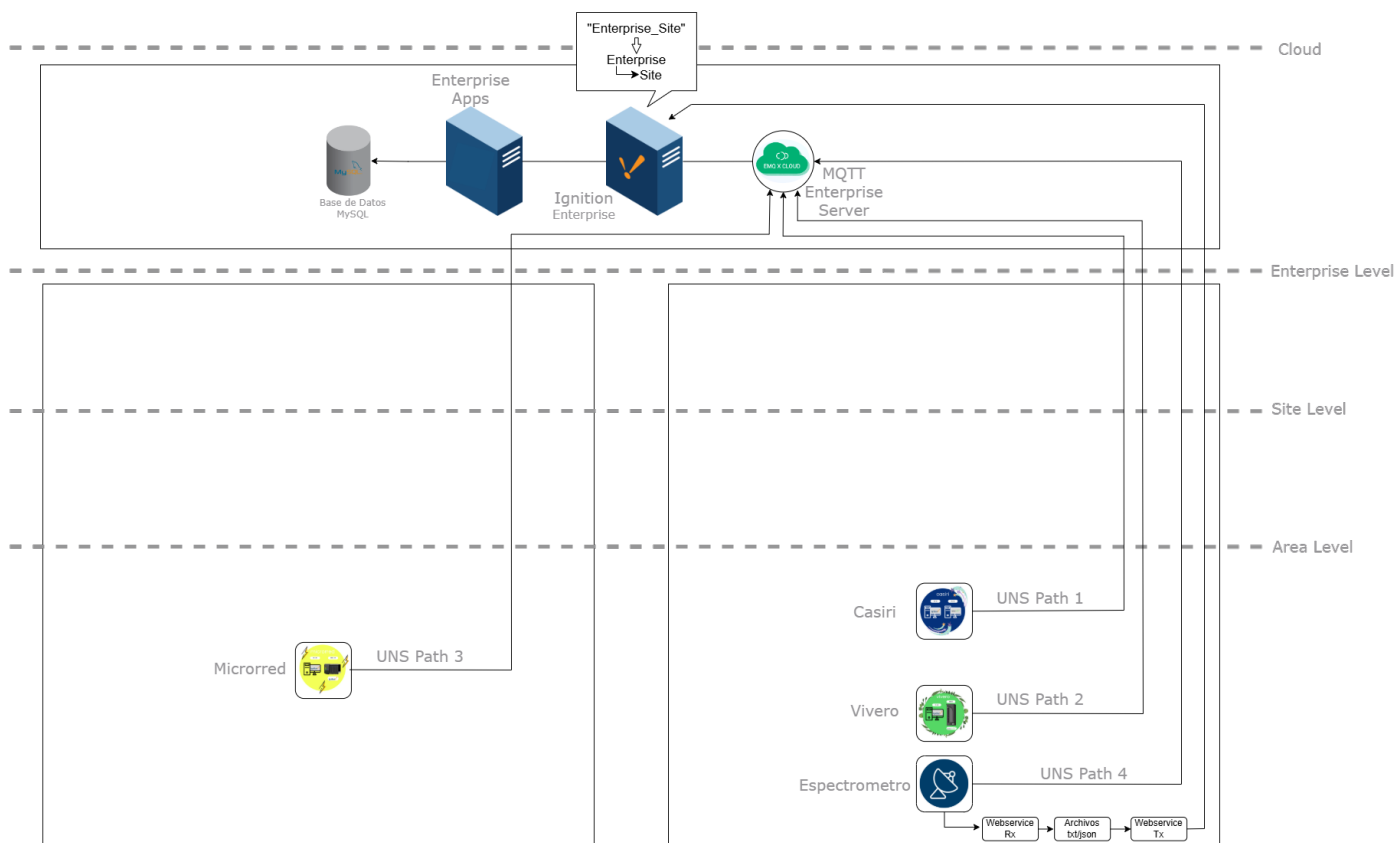 "Enterprise_Site"
Enterprise
Site
Cloud
Enterprise
Apps
EMQ X CLOUD
MQTT
Enterprise
Server
Ignition
Enterprise
Base de Datos
MySQL
Enterprise Level
Site Level
Area Level
Casiri
UNS Path 1
Microrred
UNS Path 3
Vivero
UNS Path 2
Espectrometro
UNS Path 4
Webservice
Rx
Archivos
txt/json
Webservice
Tx